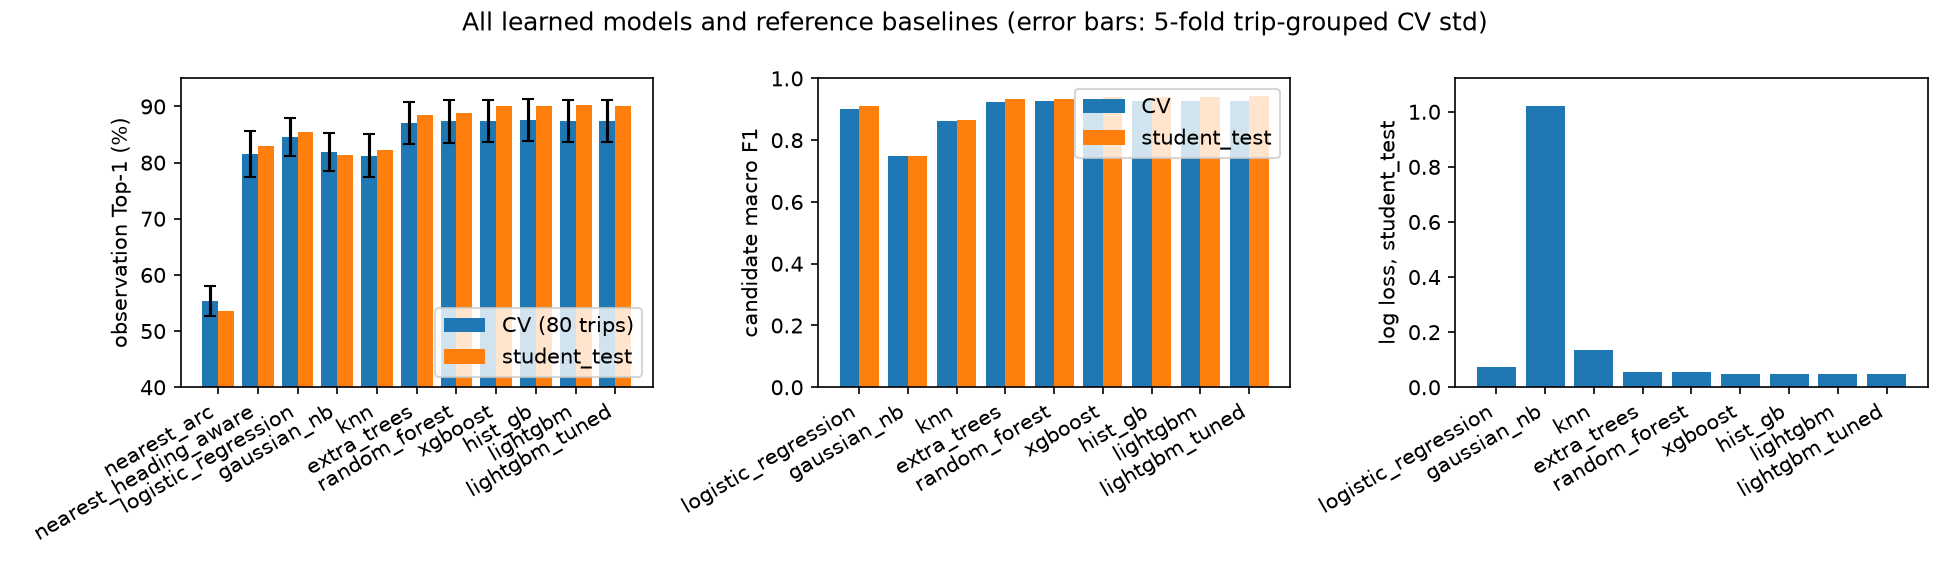 All learned models and reference baselines (error bars: 5-fold trip-grouped CV std)
observation Top-1 (%)
90
80
70
60
50
40
CV (80 trips)
student_test
nearest_arc
nearest_heading_aware
logistic_regression
gaussian_nb
knn
extra_trees
random_forest
xgboost
hist_gb
lightgbm
lightgbm_tuned
candidate macro F1
1.0
0.8
0.6
0.4
0.2
0.0
CV
student_test
logistic_regression
gaussian_nb
knn
extra_trees
random_forest
xgboost
hist_gb
lightgbm
lightgbm_tuned
log loss, student_test
1.0
0.8
0.6
0.4
0.2
0.0
logistic_regression
gaussian_nb
knn
extra_trees
random_forest
xgboost
hist_gb
lightgbm
lightgbm_tuned